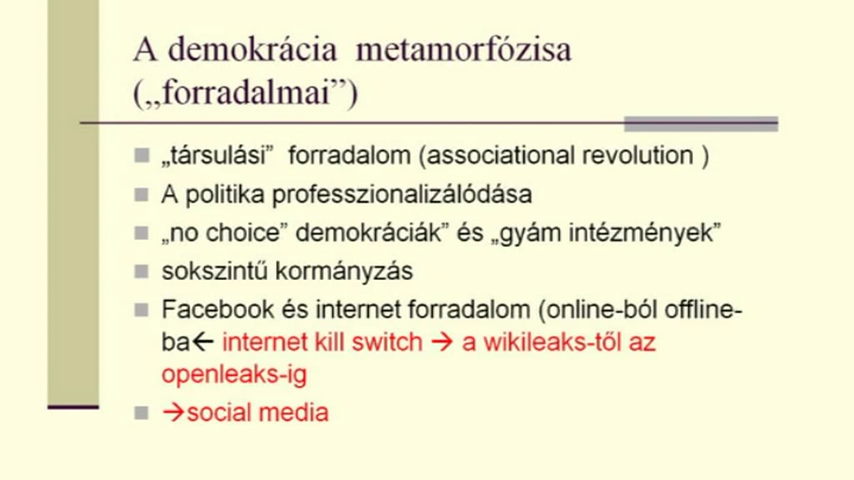 A demokrácia metamorfózisa
(„forradalmai”)
„társulási” forradalom (associational revolution )
A politika professzionalizálódása
„no choice” demokráciák” és „gyám intézmények”
sokszintű kormányzás
Facebook és internet forradalom (online-ból offline-
ba← internet kill switch → a wikileaks-től az
openleaks-ig
→social media